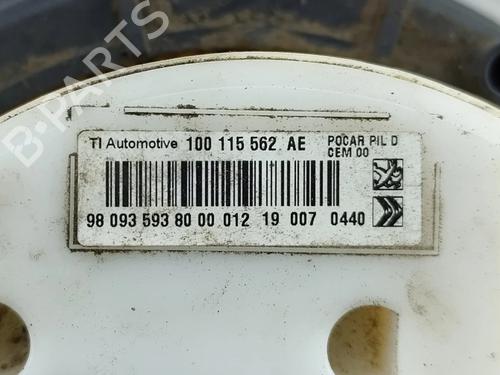 TI Automotive 100 115 562 AE
POCAR PIL D
CEM 00
98 093 593 80 00 012 19 007 0440
B-PARTS